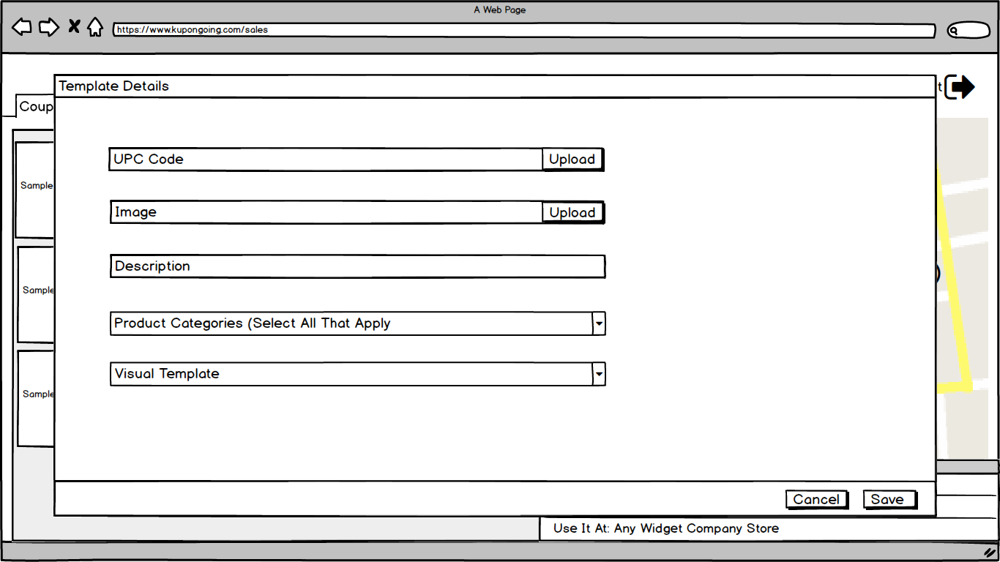 A Web Page
https://www.kupongoing.com/sales
Template Details
t
Coup
UPC Code Upload
Sample
Image Upload
Description
Sample
Product Categories (Select All That Apply
Visual Template
Sample
Cancel Save
Use It At: Any Widget Company Store